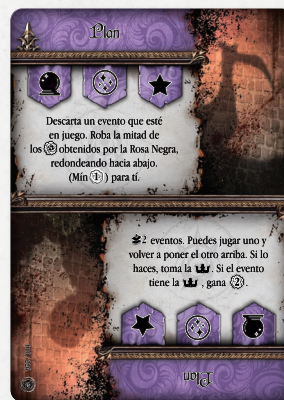 Plan
Descarta un evento que esté
en juego. Roba la mitad de
los obtenidos por la Rosa Negra,
redondeando hacia abajo.
(Mín 1) para tí.
2 eventos. Puedes jugar uno y
volver a poner el otro arriba. Si lo
haces, toma la . Si el evento
tiene la , gana 2.
Plan